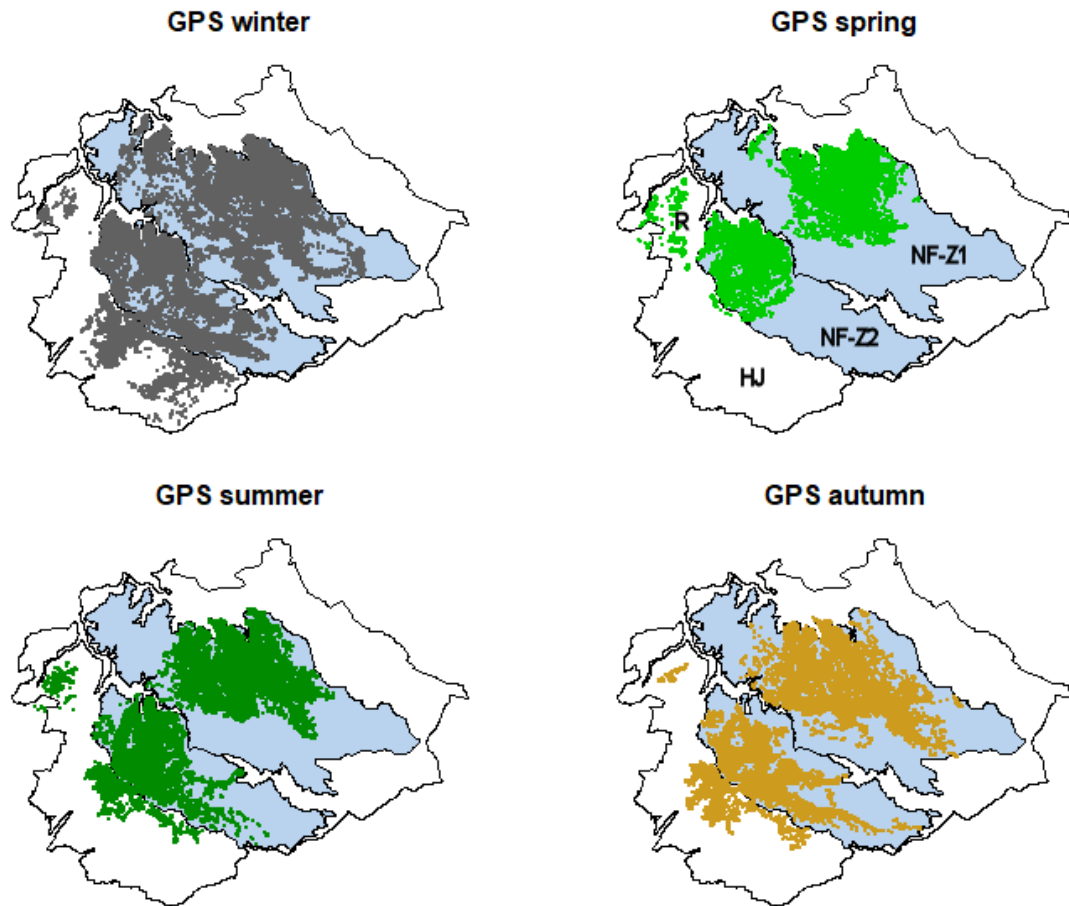 GPS winter
GPS spring
R
NF-Z1
NF-Z2
HJ
GPS summer
GPS autumn